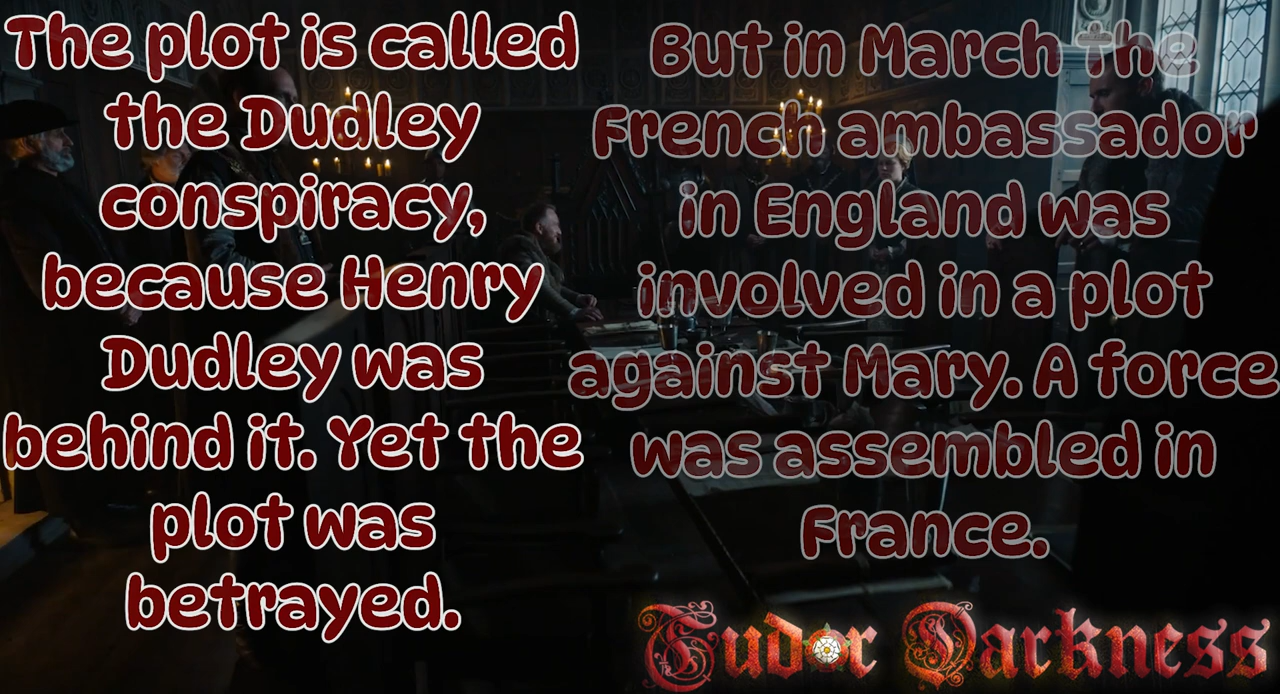 The plot is called
the Dudley
conspiracy,
because Henry
Dudley was
behind it. Yet the
plot was
betrayed.
But in March the
French ambassador
in England was
involved in a plot
against Mary. A force
was assembled in
France.
Tudor Darkness